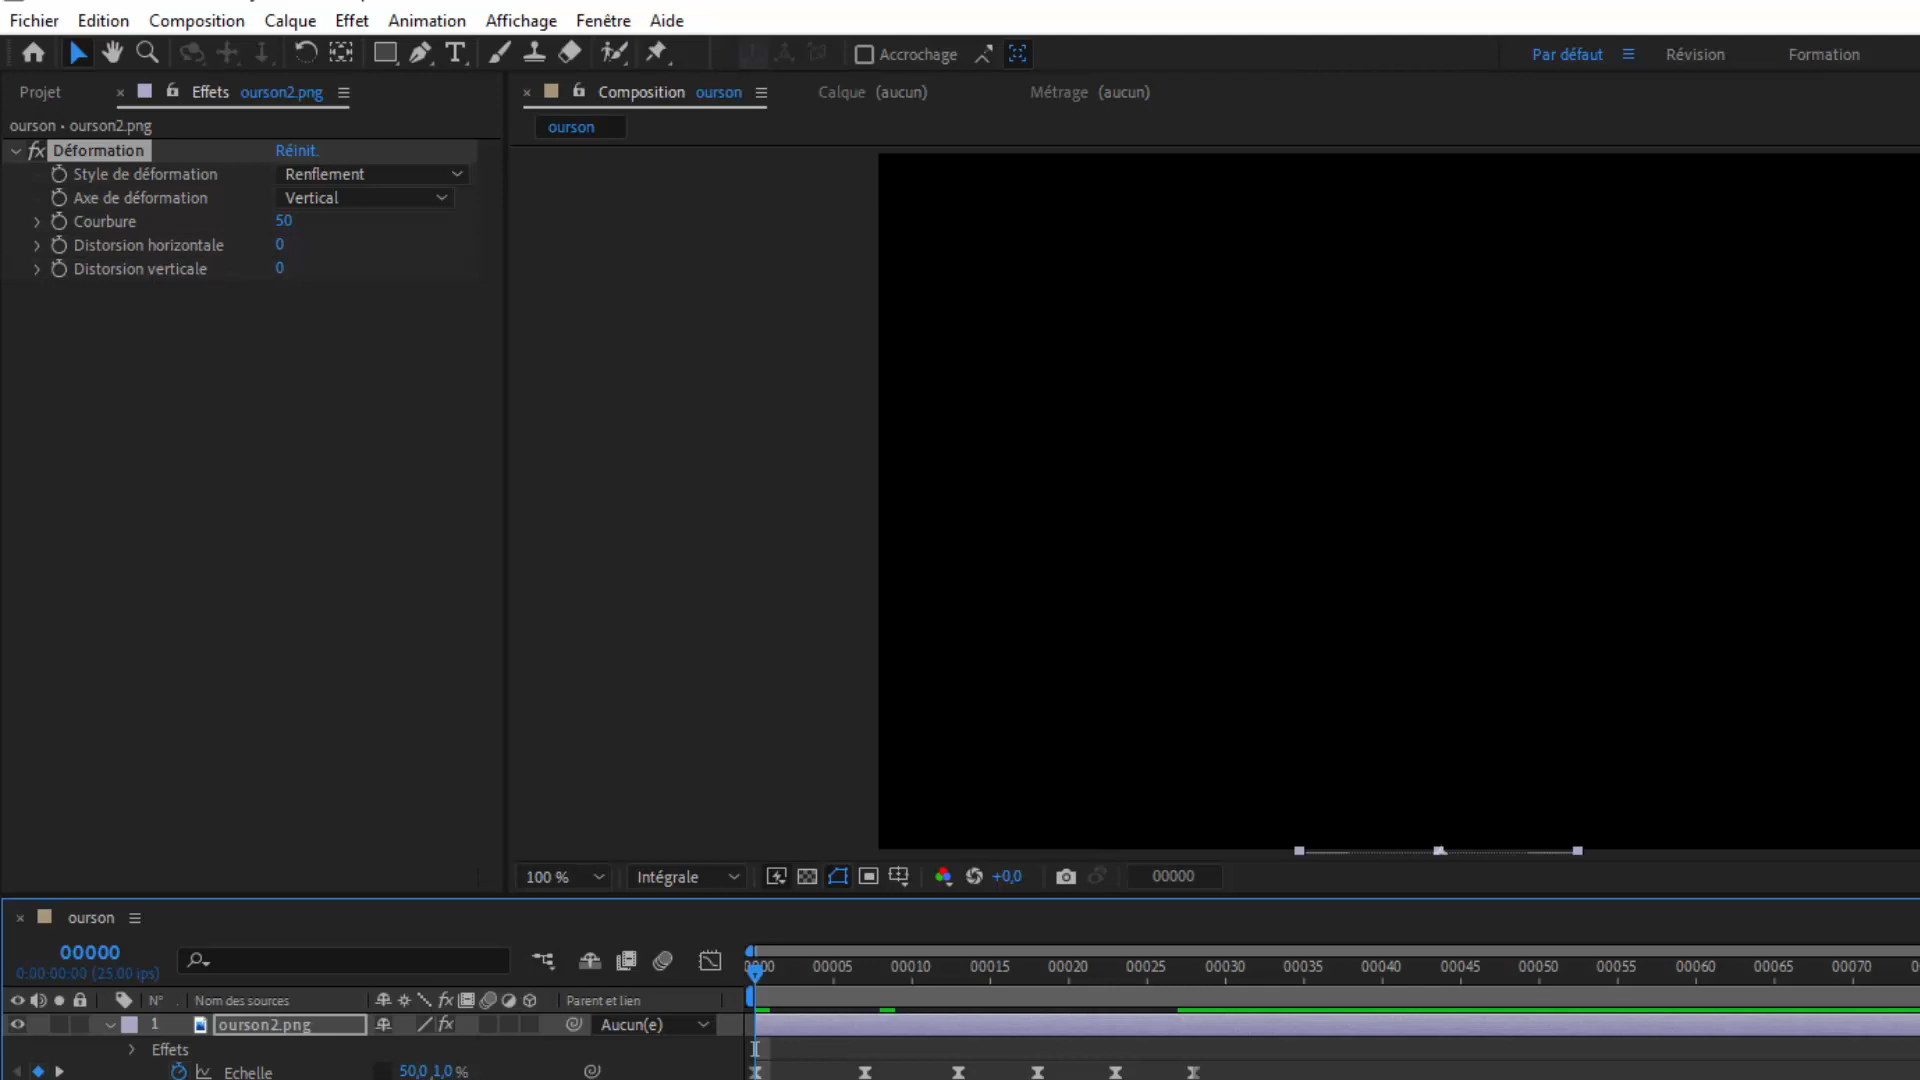 Fichier Edition Composition Calque Effet Animation Affichage Fenêtre Aide
Accrochage Par défaut Révision Formation
Projet Effets ourson2.png Composition ourson Calque (aucun) Métrage (aucun)
ourson • ourson2.png ourson
fx Déformation Réinit.
Style de déformation Renflement
Axe de déformation Vertical
Courbure 50
Distorsion horizontale 0
Distorsion verticale 0
100 % Intégrale +0,0 00000
ourson
00000
0:00:00:00 (25.00 ips)
0000 00005 00010 00015 00020 00025 00030 00035 00040 00045 00050 00055 00060 00065 00070
N° . Nom des sources fx Parent et lien
1 ourson2.png fx Aucun(e)
Effets
Echelle 50,0 ,1,0 %